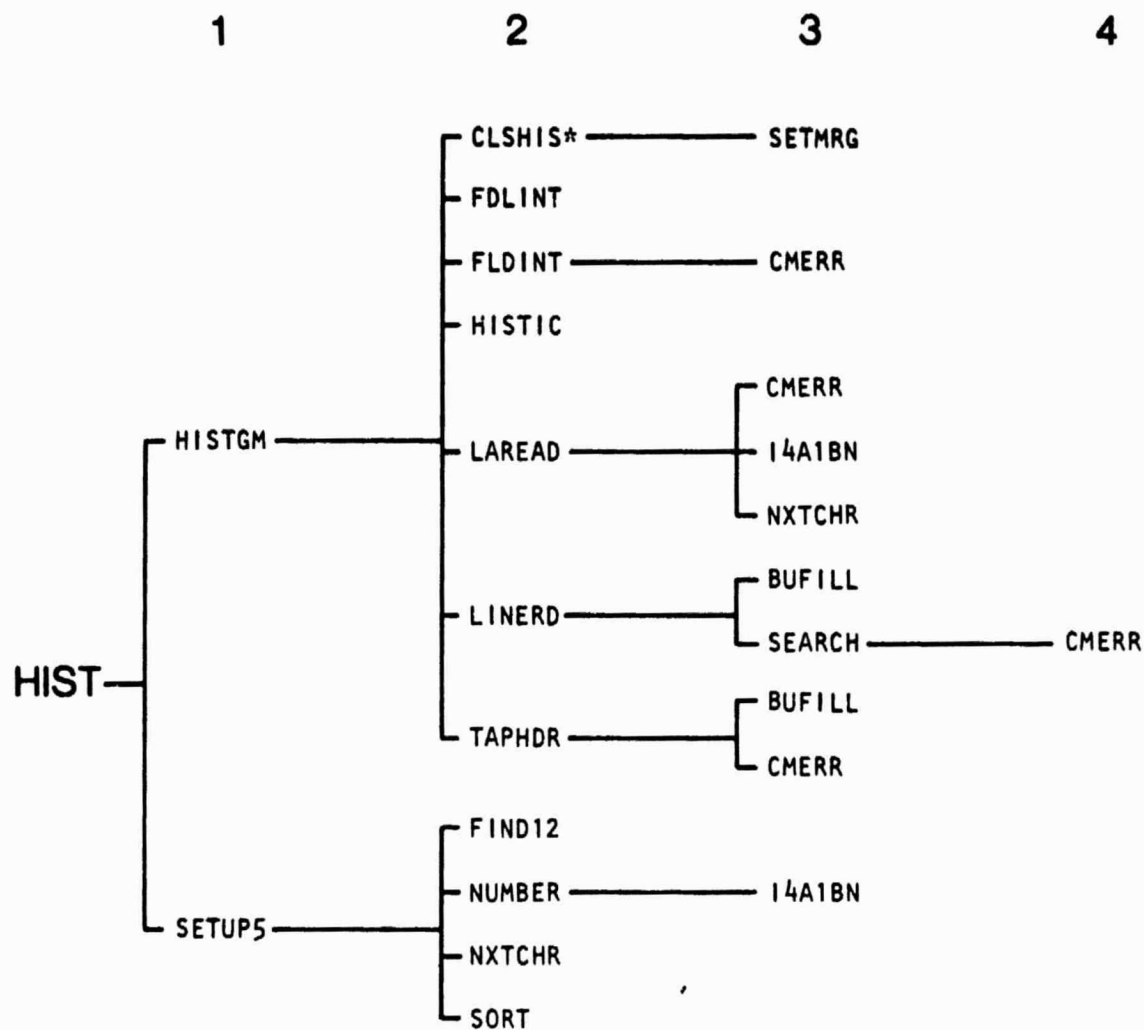 1 2 3 4
CLSHIS* SETMRG
FDLINT
FLDINT CMERR
HISTIC
CMERR
HISTGM
LAREAD I4A1BN
NXTCHR
BUFILL
LINERD
SEARCH CMERR
HIST
BUFILL
TAPHDR
CMERR
FIND12
NUMBER I4A1BN
SETUP5
NXTCHR
SORT